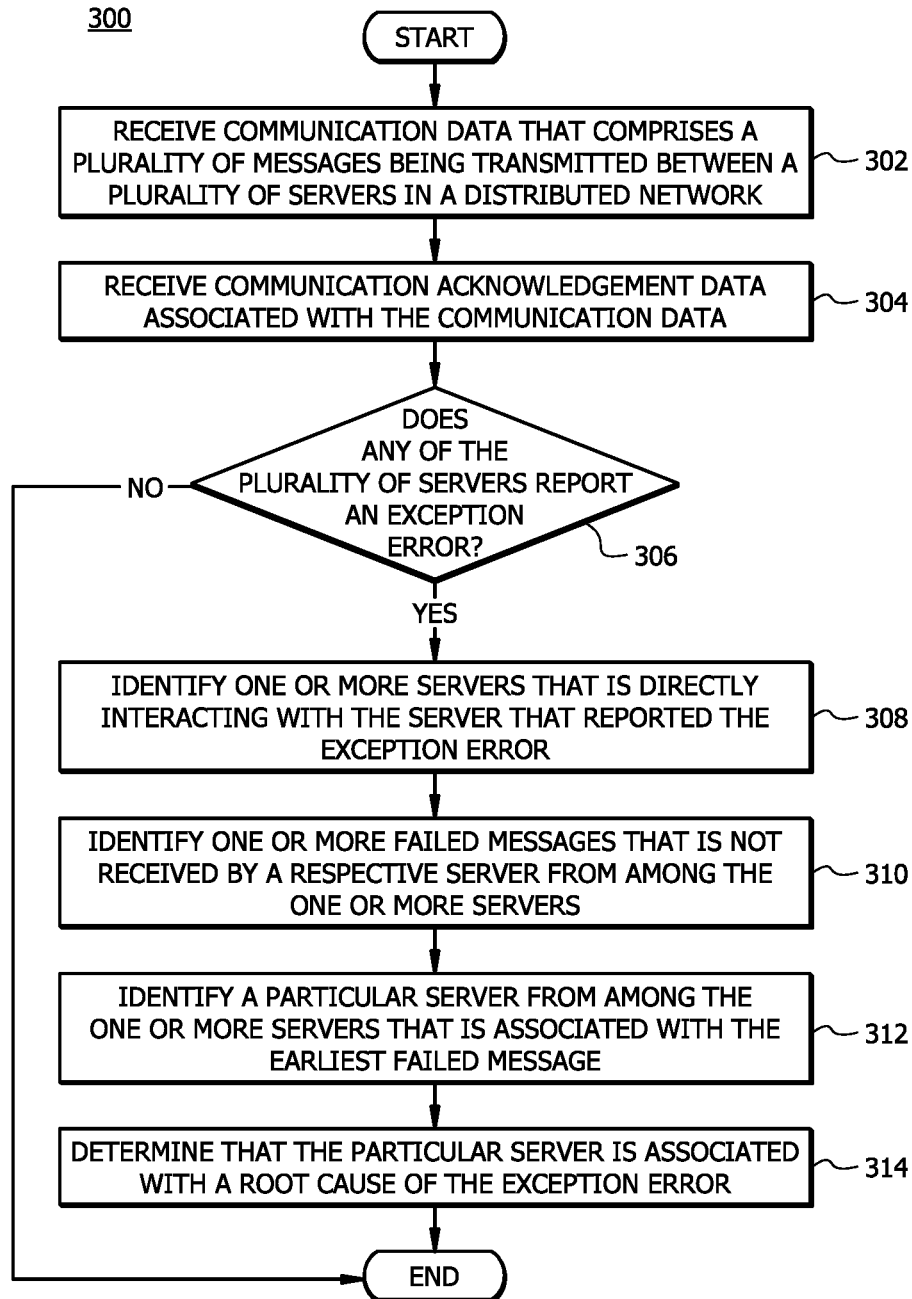 300
START
RECEIVE COMMUNICATION DATA THAT COMPRISES A
PLURALITY OF MESSAGES BEING TRANSMITTED BETWEEN A
PLURALITY OF SERVERS IN A DISTRIBUTED NETWORK
302
RECEIVE COMMUNICATION ACKNOWLEDGEMENT DATA
ASSOCIATED WITH THE COMMUNICATION DATA
304
DOES
ANY OF THE
PLURALITY OF SERVERS REPORT
AN EXCEPTION
ERROR?
NO
306
YES
IDENTIFY ONE OR MORE SERVERS THAT IS DIRECTLY
INTERACTING WITH THE SERVER THAT REPORTED THE
EXCEPTION ERROR
308
IDENTIFY ONE OR MORE FAILED MESSAGES THAT IS NOT
RECEIVED BY A RESPECTIVE SERVER FROM AMONG THE
ONE OR MORE SERVERS
310
IDENTIFY A PARTICULAR SERVER FROM AMONG THE
ONE OR MORE SERVERS THAT IS ASSOCIATED WITH THE
EARLIEST FAILED MESSAGE
312
DETERMINE THAT THE PARTICULAR SERVER IS ASSOCIATED
WITH A ROOT CAUSE OF THE EXCEPTION ERROR
314
END